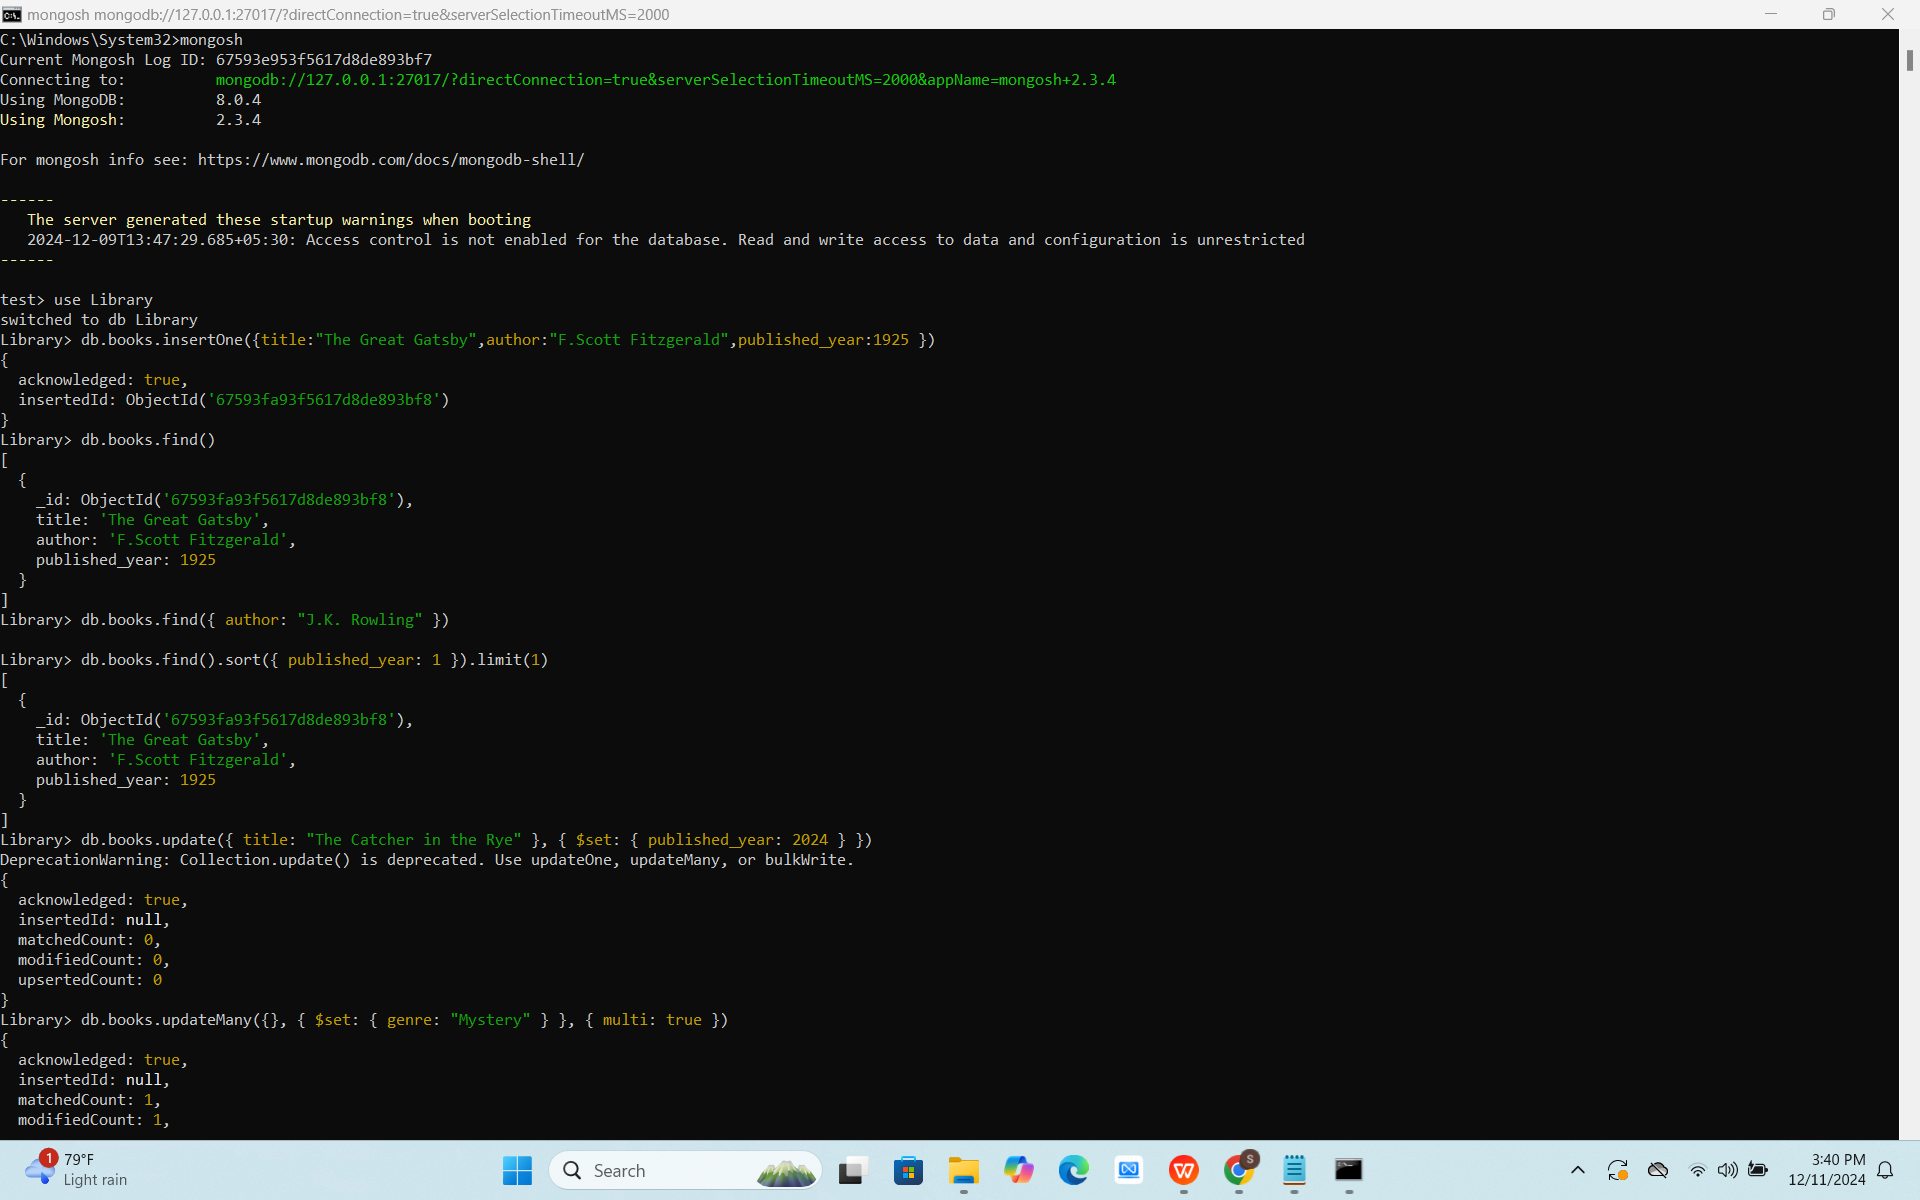 mongosh mongodb://127.0.0.1:27017/?directConnection=true&serverSelectionTimeoutMS=2000
C:\Windows\System32>mongosh
Current Mongosh Log ID: 67593e953f5617d8de893bf7
Connecting to:          mongodb://127.0.0.1:27017/?directConnection=true&serverSelectionTimeoutMS=2000&appName=mongosh+2.3.4
Using MongoDB:          8.0.4
Using Mongosh:          2.3.4
For mongosh info see: https://www.mongodb.com/docs/mongodb-shell/
------
   The server generated these startup warnings when booting
   2024-12-09T13:47:29.685+05:30: Access control is not enabled for the database. Read and write access to data and configuration is unrestricted
------
test> use Library
switched to db Library
Library> db.books.insertOne({title:"The Great Gatsby",author:"F.Scott Fitzgerald",published_year:1925 })
{
  acknowledged: true,
  insertedId: ObjectId('67593fa93f5617d8de893bf8')
}
Library> db.books.find()
[
  {
    _id: ObjectId('67593fa93f5617d8de893bf8'),
    title: 'The Great Gatsby',
    author: 'F.Scott Fitzgerald',
    published_year: 1925
  }
]
Library> db.books.find({ author: "J.K. Rowling" })
Library> db.books.find().sort({ published_year: 1 }).limit(1)
[
  {
    _id: ObjectId('67593fa93f5617d8de893bf8'),
    title: 'The Great Gatsby',
    author: 'F.Scott Fitzgerald',
    published_year: 1925
  }
]
Library> db.books.update({ title: "The Catcher in the Rye" }, { $set: { published_year: 2024 } })
DeprecationWarning: Collection.update() is deprecated. Use updateOne, updateMany, or bulkWrite.
{
  acknowledged: true,
  insertedId: null,
  matchedCount: 0,
  modifiedCount: 0,
  upsertedCount: 0
}
Library> db.books.updateMany({}, { $set: { genre: "Mystery" } }, { multi: true })
{
  acknowledged: true,
  insertedId: null,
  matchedCount: 1,
  modifiedCount: 1,
1
79°F
Light rain
Search
S
3:40 PM
12/11/2024